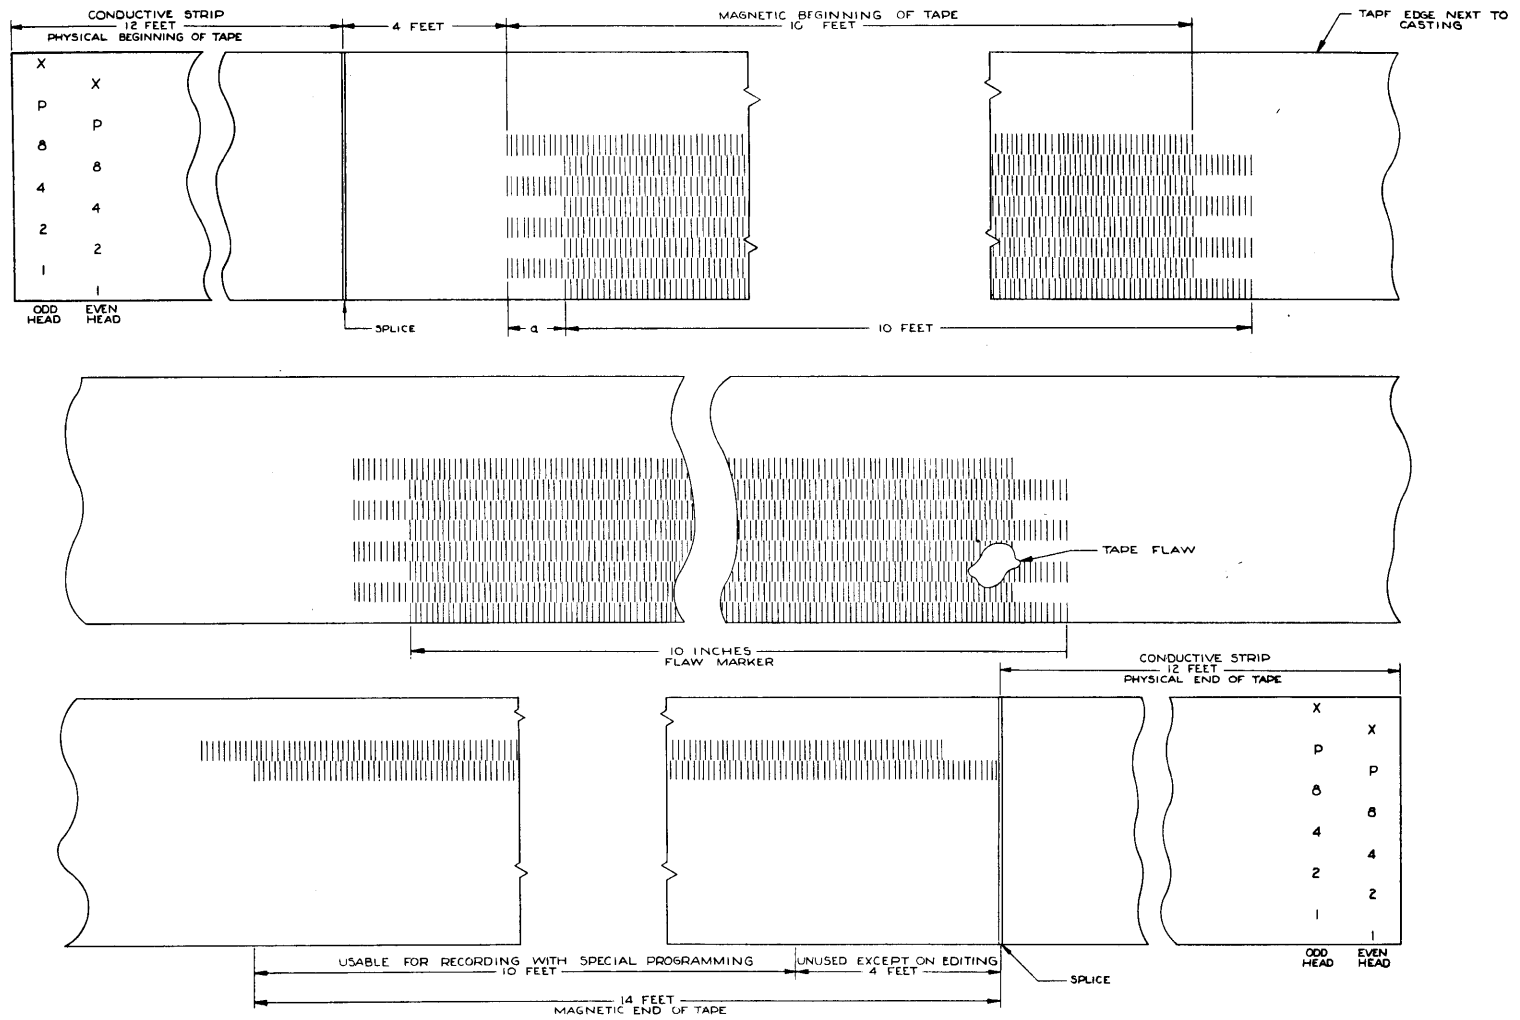 CONDUCTIVE STRIP
12 FEET
PHYSICAL BEGINNING OF TAPE
4 FEET
MAGNETIC BEGINNING OF TAPE
10 FEET
TAPE EDGE NEXT TO
CASTING
X
X
P
P
8
8
4
4
2
2
1
1
ODD
HEAD
EVEN
HEAD
SPLICE
a
10 FEET
TAPE FLAW
10 INCHES
FLAW MARKER
CONDUCTIVE STRIP
12 FEET
PHYSICAL END OF TAPE
X
X
P
P
8
8
4
4
2
2
1
1
ODD
HEAD
EVEN
HEAD
USABLE FOR RECORDING WITH SPECIAL PROGRAMMING
10 FEET
UNUSED EXCEPT ON EDITING
4 FEET
SPLICE
14 FEET
MAGNETIC END OF TAPE